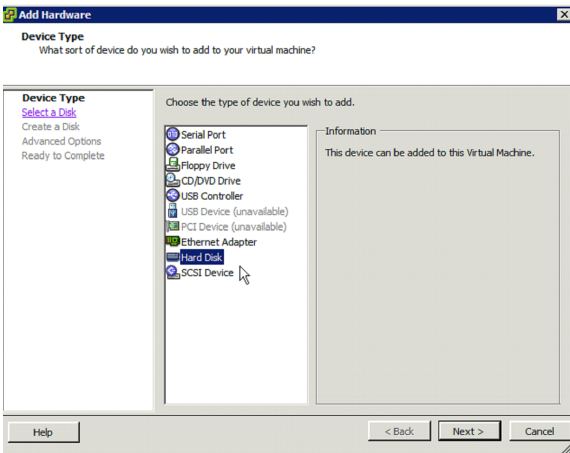 Add Hardware
Device Type
What sort of device do you wish to add to your virtual machine?
Device Type
Select a Disk
Create a Disk
Advanced Options
Ready to Complete
Choose the type of device you wish to add.
Serial Port
Parallel Port
Floppy Drive
CD/DVD Drive
USB Controller
USB Device (unavailable)
PCI Device (unavailable)
Ethernet Adapter
Hard Disk
SCSI Device
Information
This device can be added to this Virtual Machine.
Help
< Back
Next >
Cancel